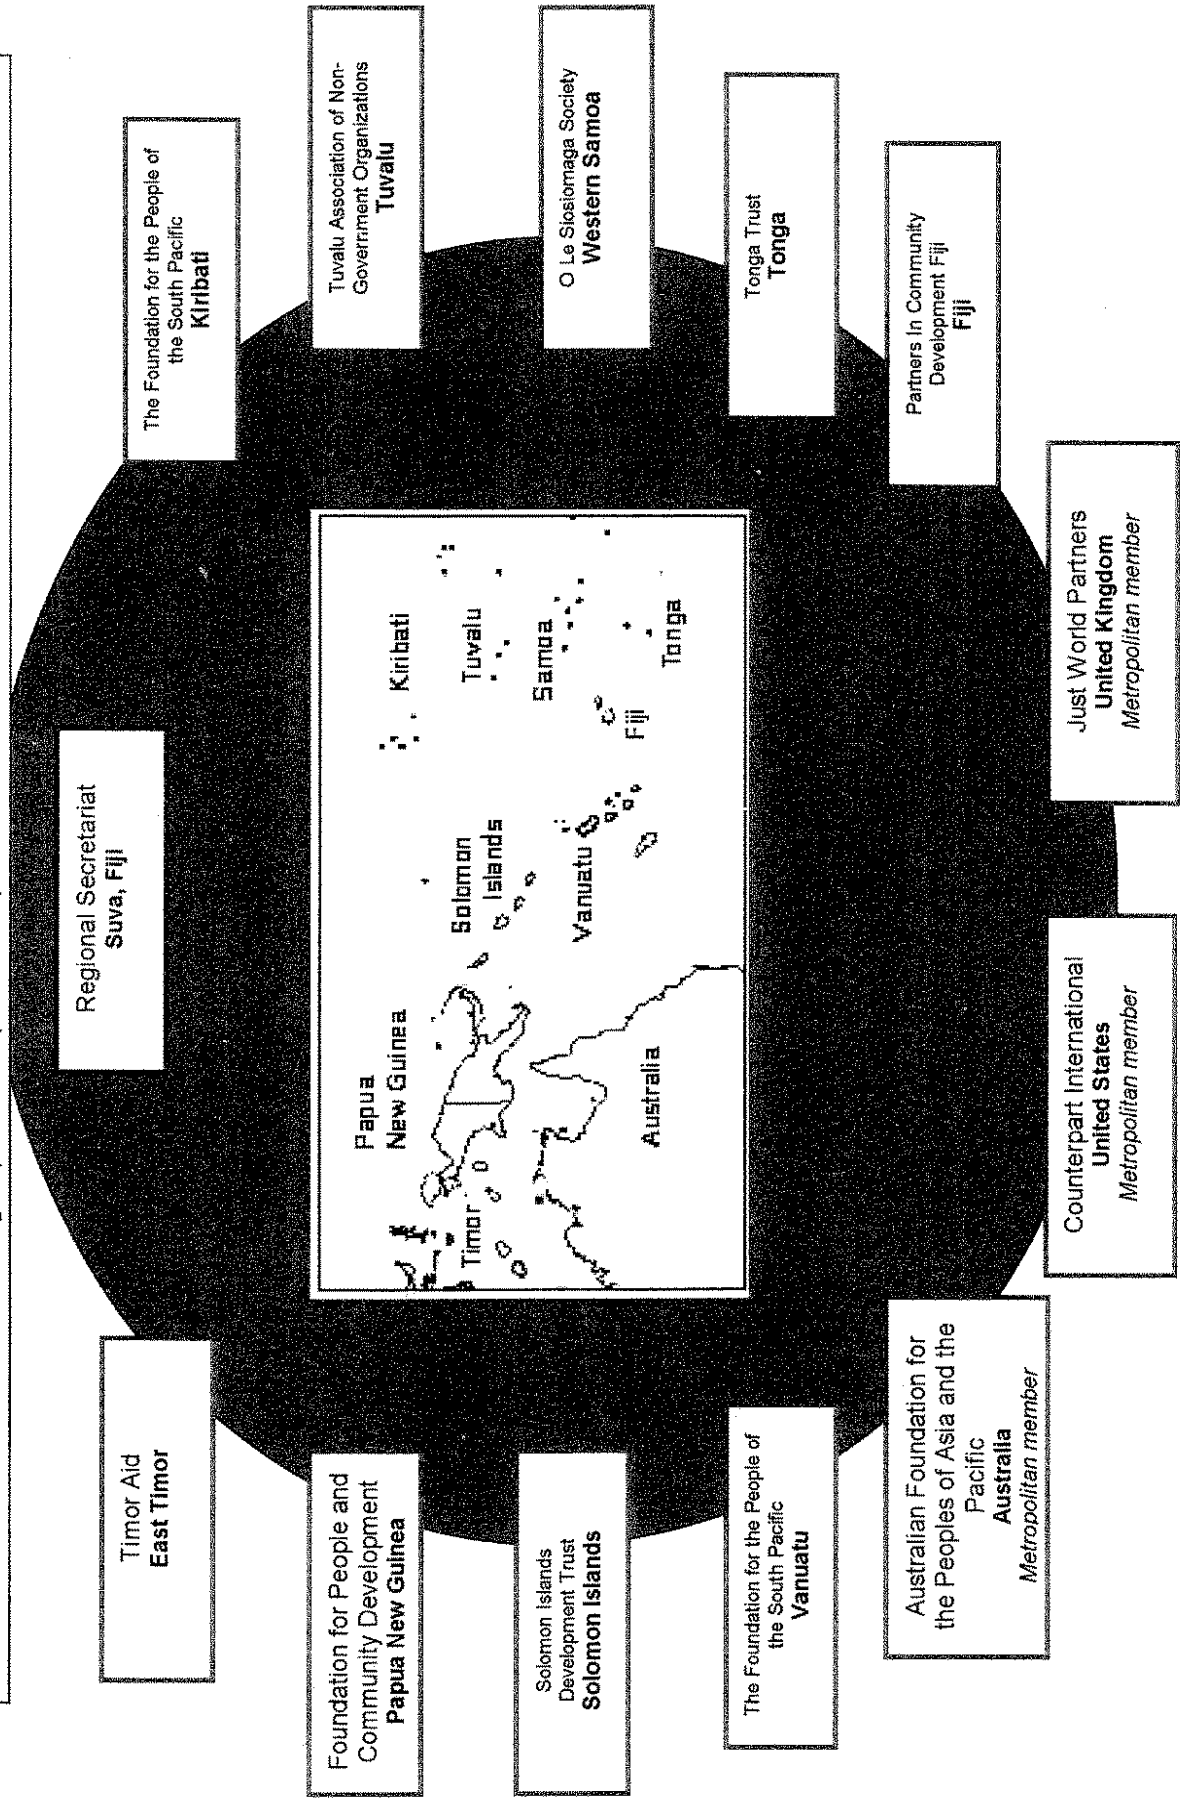 Regional Secretariat
Suva, Fiji
Timor Aid
East Timor
The Foundation for the People of
the South Pacific
Kiribati
Foundation for People and
Community Development
Papua New Guinea
Tuvalu Association of Non-
Government Organizations
Tuvalu
Solomon Islands
Development Trust
Solomon Islands
O Le Siosiomaga Society
Western Samoa
The Foundation for the People of
the South Pacific
Vanuatu
Tonga Trust
Tonga
Australian Foundation for
the Peoples of Asia and the
Pacific
Australia
Metropolitan member
Partners In Community
Development Fiji
Fiji
Counterpart International
United States
Metropolitan member
Just World Partners
United Kingdom
Metropolitan member
Papua
New Guinea
Timor
Solomon
Islands
Kiribati
Tuvalu
Samoa
Vanuatu
Fiji
Tonga
Australia